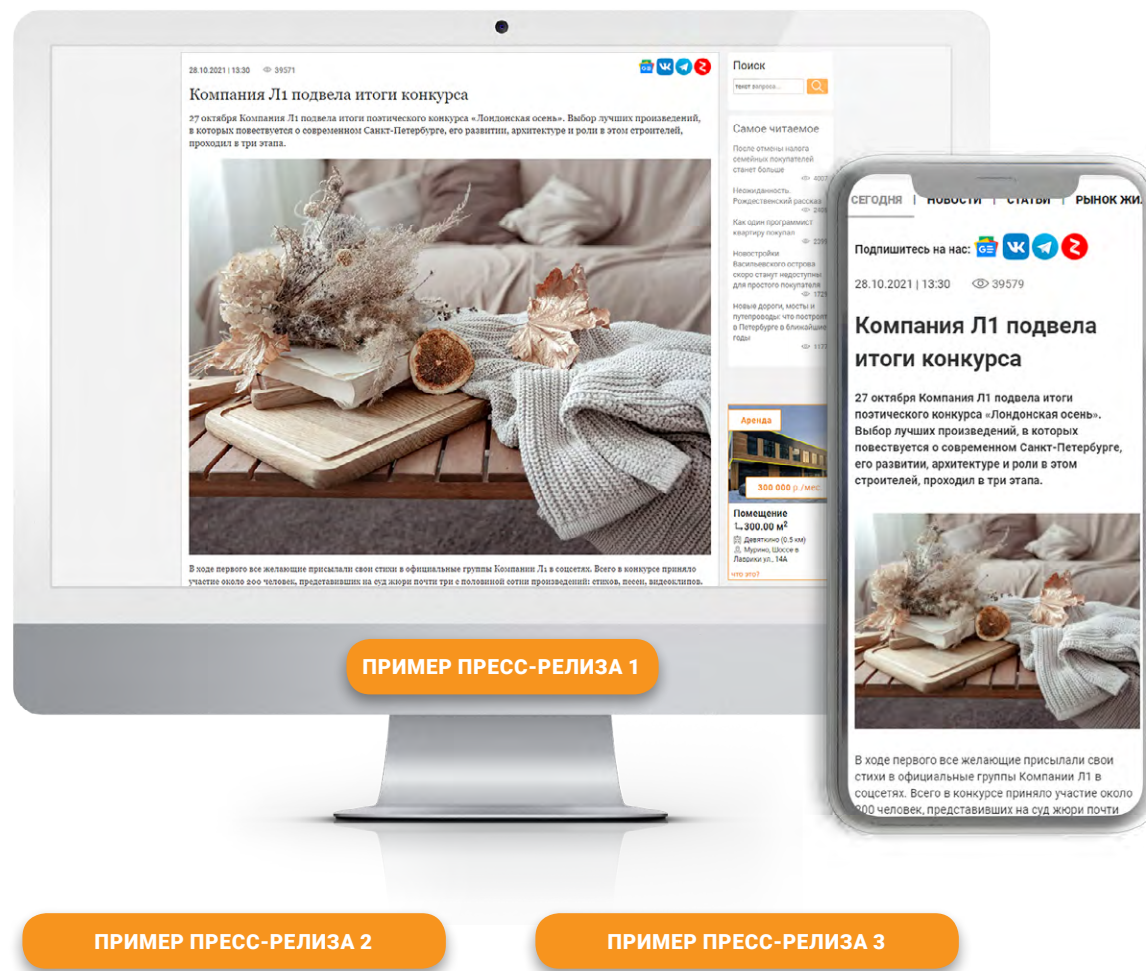 28.10.2021 | 13:30 39571
Компания Л1 подвела итоги конкурса
27 октября Компания Л1 подвела итоги поэтического конкурса «Лондонская осень». Выбор лучших произведений,
в которых повествуется о современном Санкт-Петербурге, его развитии, архитектуре и роли в этом строителей,
проходил в три этапа.
В ходе первого все желающие присылали свои стихи в официальные группы Компании Л1 в соцсетях. Всего в конкурсе приняло
участие около 200 человек, представивших на суд жюри почти три с половиной сотни произведений: стихов, песен, видеоклипов.
Поиск
текст вопроса...
Самое читаемое
После отмены налога
семейных покупателей
станет больше
4007
Неожиданность.
Рождественский рассказ
Как один программист
квартиру покупал
Новостройки
Васильевского острова
скоро станут недоступны
для простого покупателя
1729
Новые дороги, мосты и
путепроводы: что построят
в Петербурге в ближайшие
годы
Аренда
300 000 р./мес
Помещение
300.00 м²
Девяткино (0.5 км)
Мурино, Шоссе в
Лаврики ул., 14А
что это?
СЕГОДНЯ | НОВОСТИ | СТАТЬИ | РЫНОК ЖИ
Подпишитесь на нас: GE
28.10.2021 | 13:30 39579
Компания Л1 подвела
итоги конкурса
27 октября Компания Л1 подвела итоги
поэтического конкурса «Лондонская осень».
Выбор лучших произведений, в которых
повествуется о современном Санкт-Петербурге,
его развитии, архитектуре и роли в этом
строителей, проходил в три этапа.
В ходе первого все желающие присылали свои
стихи в официальные группы Компании Л1 в
соцсетях. Всего в конкурсе приняло участие около
200 человек, представивших на суд жюри почти
ПРИМЕР ПРЕСС-РЕЛИЗА 1
ПРИМЕР ПРЕСС-РЕЛИЗА 2
ПРИМЕР ПРЕСС-РЕЛИЗА 3